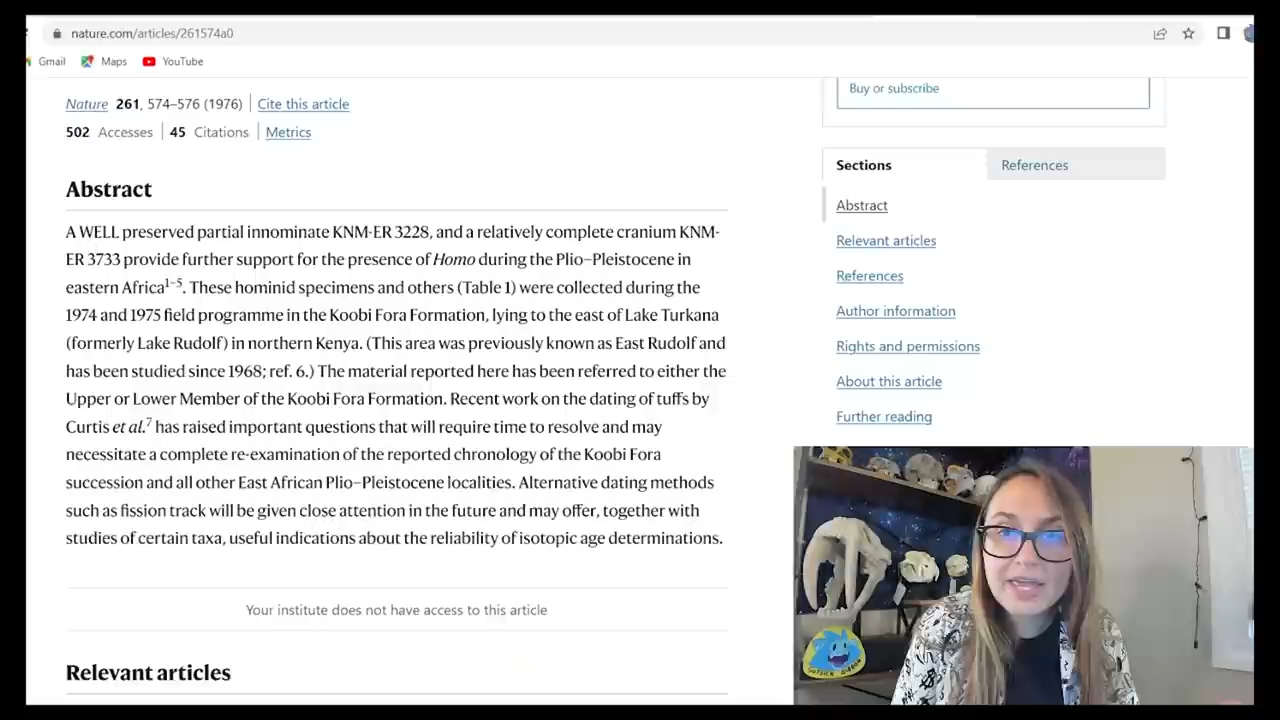 nature.com/articles/261574a0
Gmail
Maps
YouTube
Nature 261, 574–576 (1976) Cite this article
502 Accesses 45 Citations Metrics
Abstract
A WELL preserved partial innominate KNM-ER 3228, and a relatively complete cranium KNM-
ER 3733 provide further support for the presence of Homo during the Plio–Pleistocene in
eastern Africa1–5. These hominid specimens and others (Table 1) were collected during the
1974 and 1975 field programme in the Koobi Fora Formation, lying to the east of Lake Turkana
(formerly Lake Rudolf) in northern Kenya. (This area was previously known as East Rudolf and
has been studied since 1968; ref. 6.) The material reported here has been referred to either the
Upper or Lower Member of the Koobi Fora Formation. Recent work on the dating of tuffs by
Curtis et al.7 has raised important questions that will require time to resolve and may
necessitate a complete re-examination of the reported chronology of the Koobi Fora
succession and all other East African Plio–Pleistocene localities. Alternative dating methods
such as fission track will be given close attention in the future and may offer, together with
studies of certain taxa, useful indications about the reliability of isotopic age determinations.
Your institute does not have access to this article
Relevant articles
Buy or subscribe
Sections
References
Abstract
Relevant articles
References
Author information
Rights and permissions
About this article
Further reading